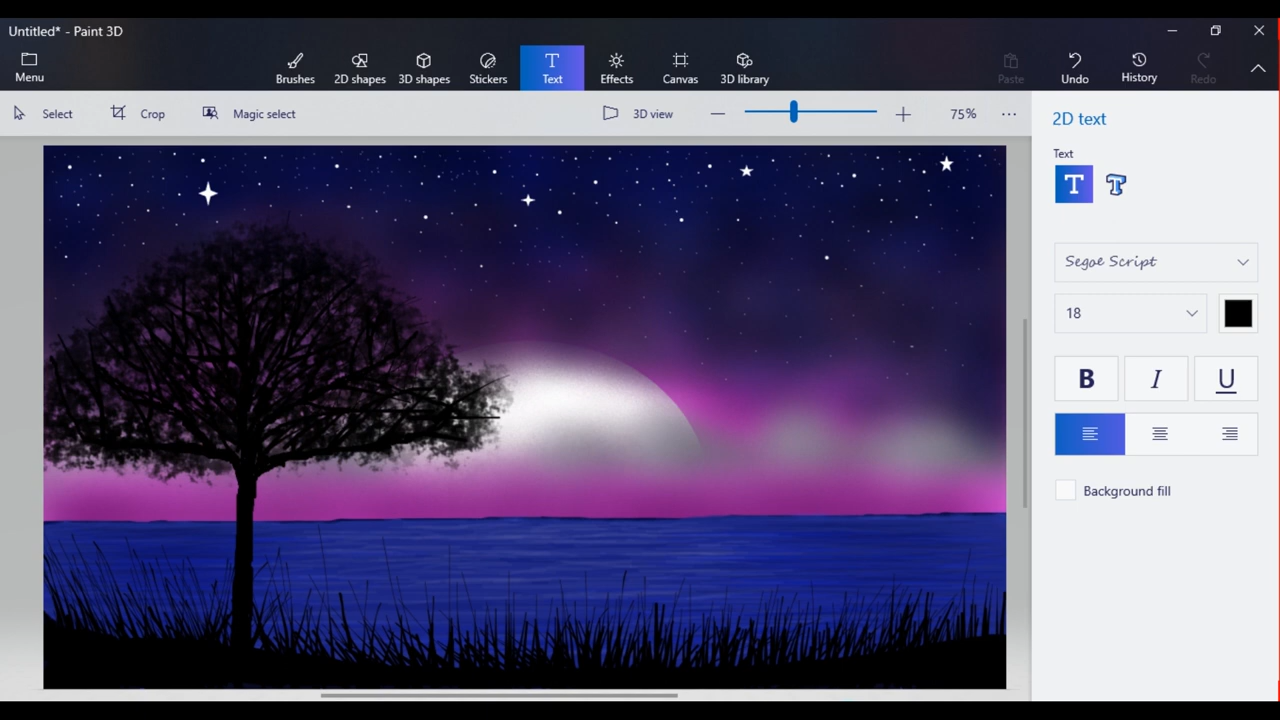 Untitled* - Paint 3D
Menu
Brushes
2D shapes
3D shapes
Stickers
Text
Effects
Canvas
3D library
Paste
Undo
History
Redo
Select
Crop
Magic select
3D view
75%
2D text
Text
Segoe Script
18
B
I
U
Background fill